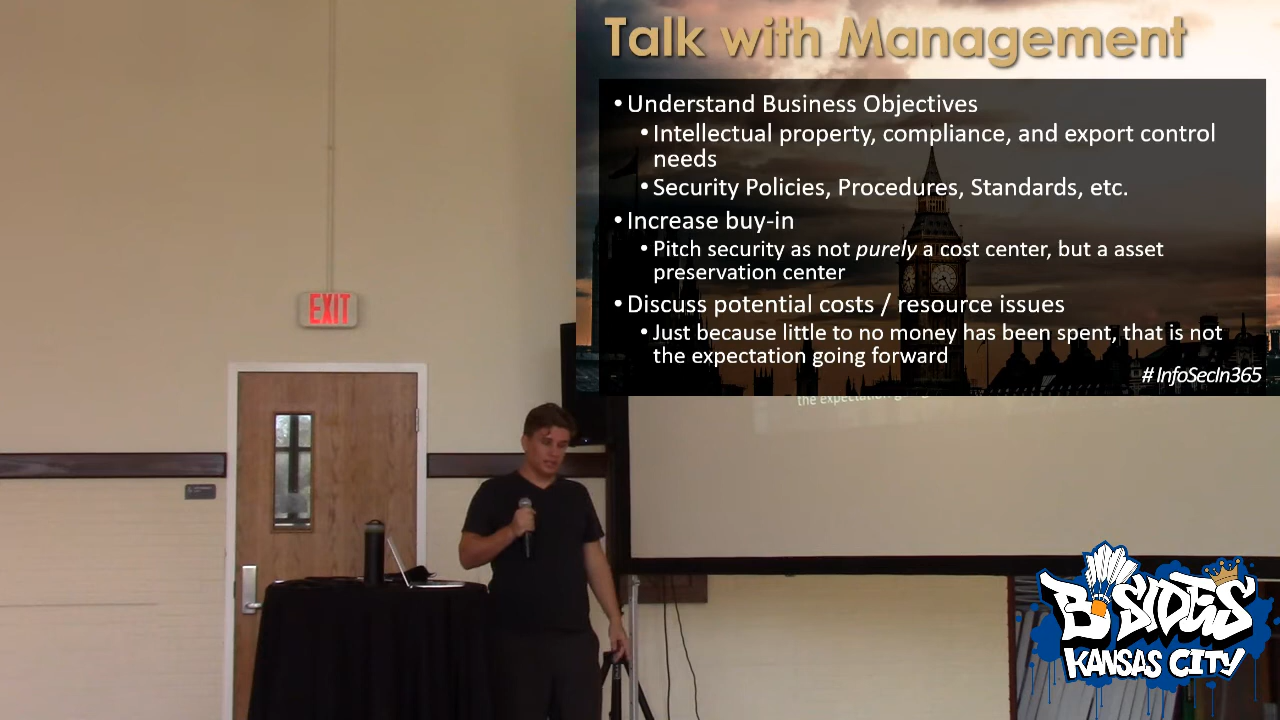 Talk with Management
• Understand Business Objectives
• Intellectual property, compliance, and export control
needs
• Security Policies, Procedures, Standards, etc.
• Increase buy-in
• Pitch security as not purely a cost center, but a asset
preservation center
• Discuss potential costs / resource issues
• Just because little to no money has been spent, that is not
the expectation going forward
# InfoSecIn365
the expectation
EXIT
B·SIDES
KANSAS CITY